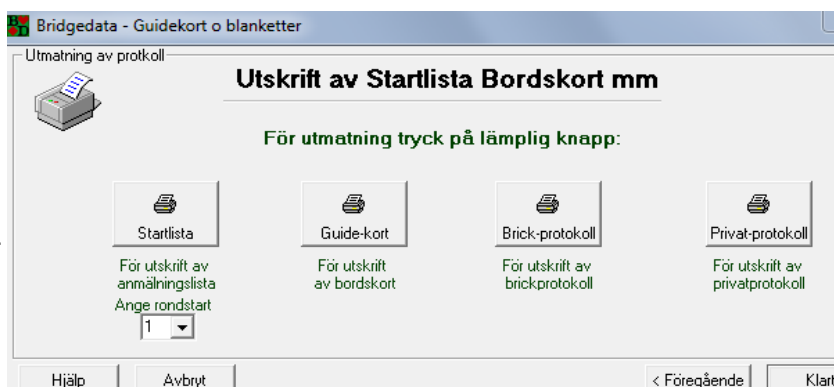 Bridgedata - Guidekort o blanketter
Utmatning av protkoll
Utskrift av Startlista Bordskort mm
För utmatning tryck på lämplig knapp:
Startlista
Guide-kort
Brick-protokoll
Privat-protokoll
För utskrift av
anmälningslista
För utskrift
av bordskort
För utskrift av
brickprotokoll
För utskrift av
privatprotokoll
Ange rondstart
1
Hjälp
Avbryt
< Föregående
Klart